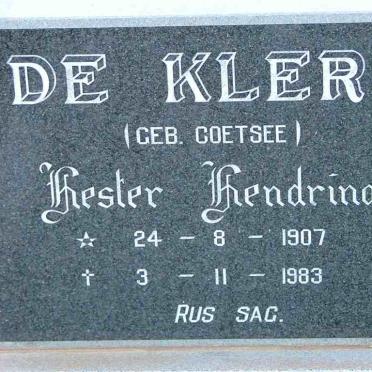 DE KLER
(GEB. COETSEE)
Hester Hendrina
☆ 24 - 8 - 1907
† 3 - 11 - 1983
RUS SAG.